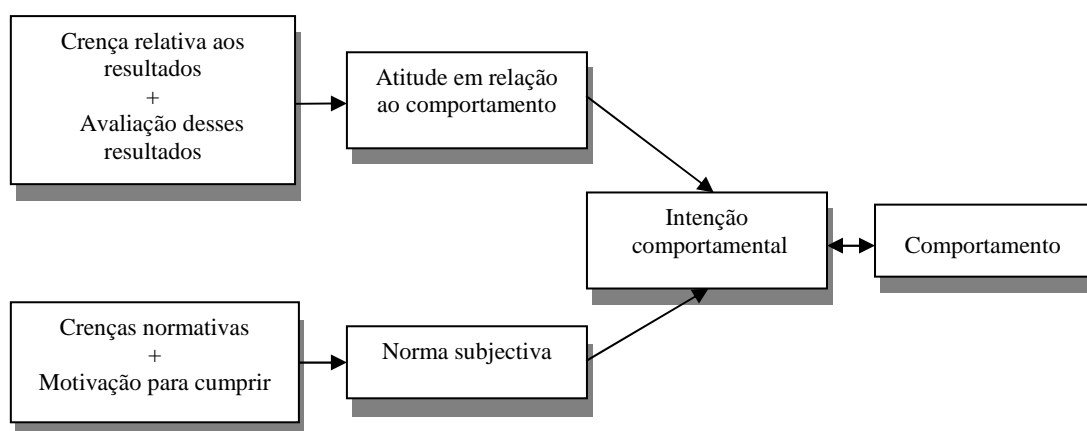 Crença relativa aos
resultados
+
Avaliação desses
resultados
Atitude em relação
ao comportamento
Intenção
comportamental
Comportamento
Crenças normativas
+
Motivação para cumprir
Norma subjectiva